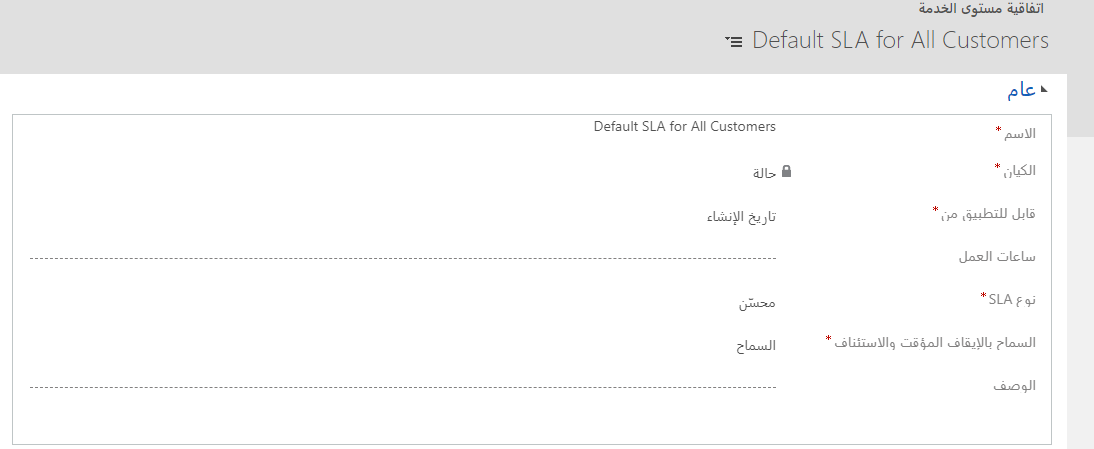 اتفاقية مستوى الخدمة
Default SLA for All Customers
عام
الاسم* Default SLA for All Customers
الكيان* حالة
قابل للتطبيق من* تاريخ الإنشاء
ساعات العمل
نوع SLA* محسّن
السماح بالإيقاف المؤقت والاستئناف* السماح
الوصف